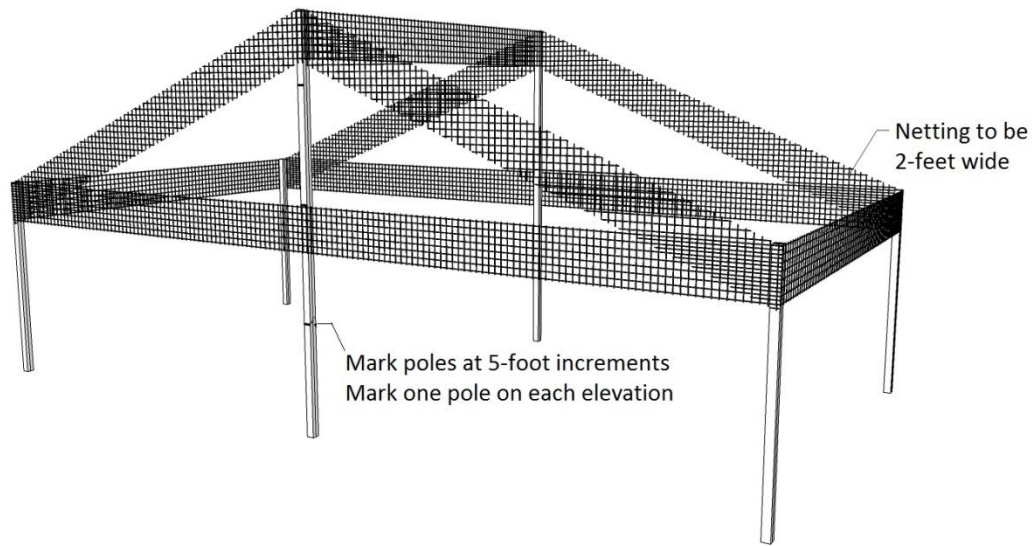 Netting to be
2-feet wide
Mark poles at 5-foot increments
Mark one pole on each elevation